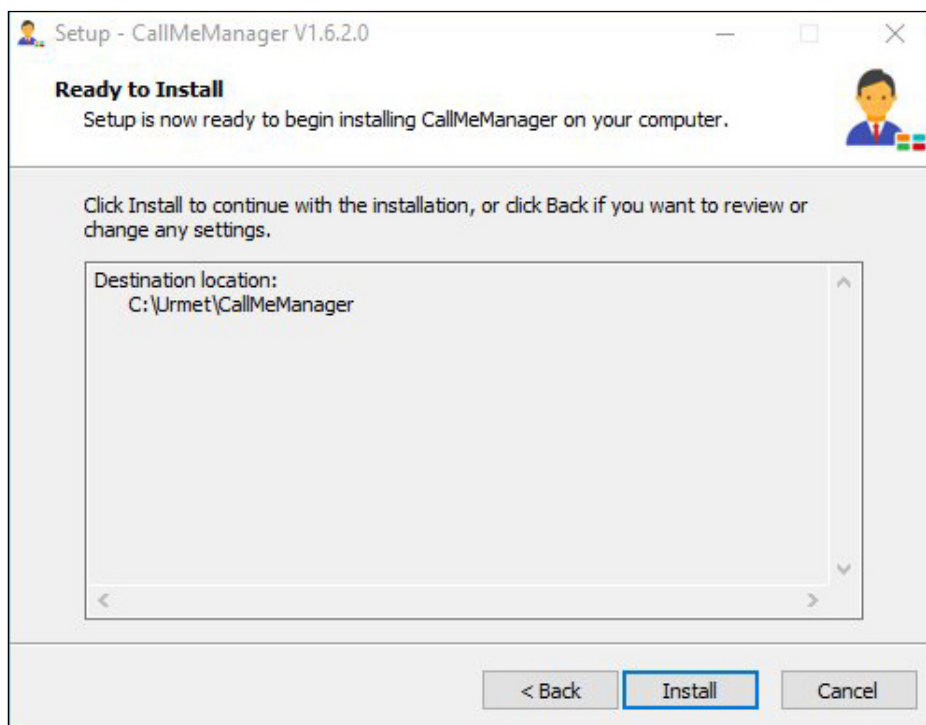 Setup - CallMeManager V1.6.2.0
Ready to Install
Setup is now ready to begin installing CallMeManager on your computer.
Click Install to continue with the installation, or click Back if you want to review or
change any settings.
Destination location:
C:\Urmet\CallMeManager
< Back
Install
Cancel